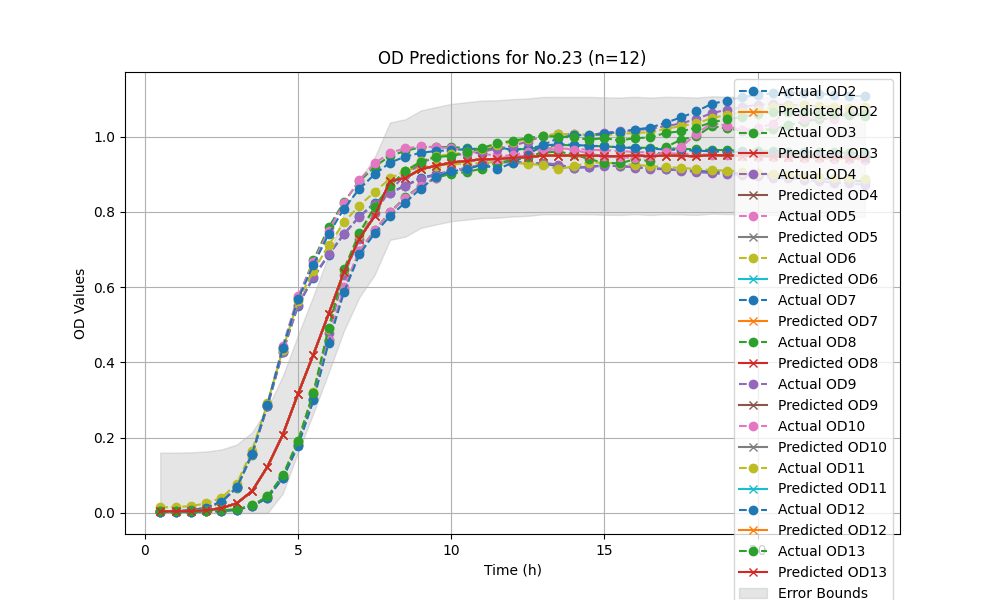 OD Predictions for No.23 (n=12)
OD Values
1.0
0.8
0.6
0.4
0.2
0.0
0
5
10
15
20
Time (h)
Actual OD2
Predicted OD2
Actual OD3
Predicted OD3
Actual OD4
Predicted OD4
Actual OD5
Predicted OD5
Actual OD6
Predicted OD6
Actual OD7
Predicted OD7
Actual OD8
Predicted OD8
Actual OD9
Predicted OD9
Actual OD10
Predicted OD10
Actual OD11
Predicted OD11
Actual OD12
Predicted OD12
Actual OD13
Predicted OD13
Error Bounds